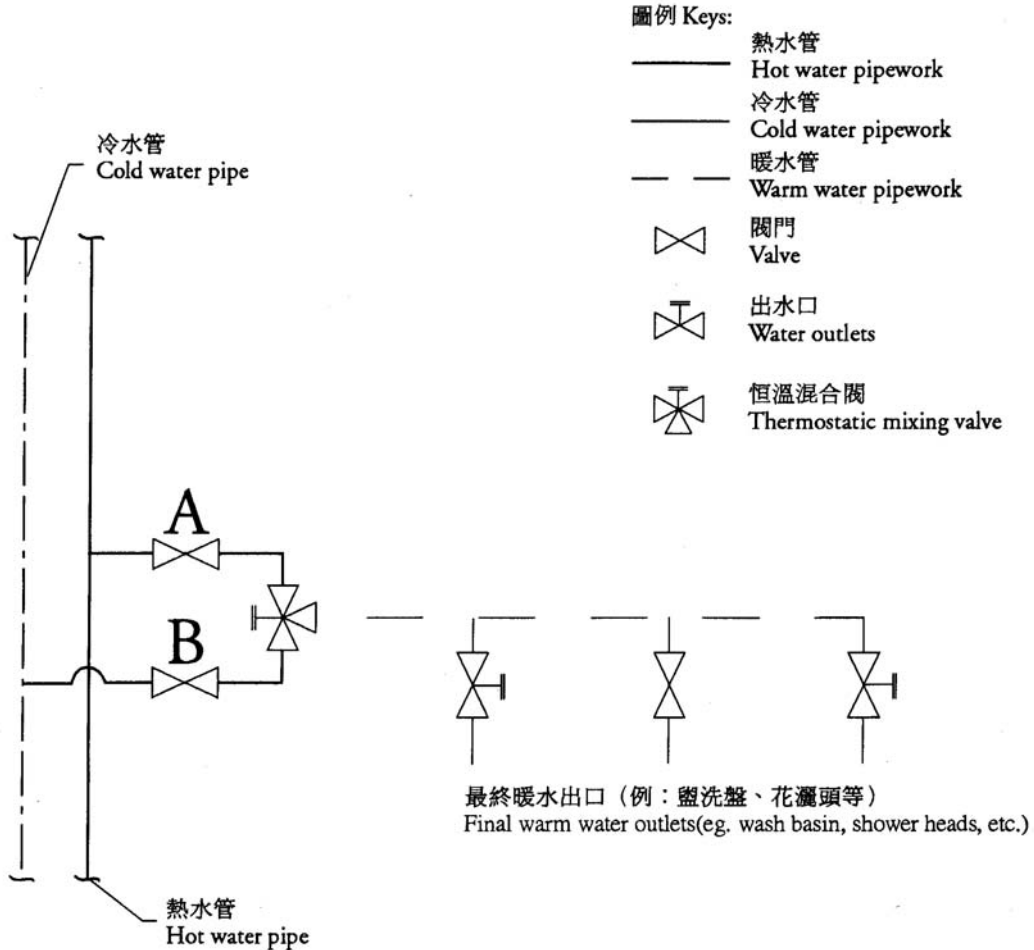 圖例 Keys:
熱水管
Hot water pipework
冷水管
Cold water pipework
暖水管
Warm water pipework
閥門
Valve
出水口
Water outlets
恒溫混合閥
Thermostatic mixing valve
冷水管
Cold water pipe
A
B
最終暖水出口（例：盥洗盤、花灑頭等）
Final warm water outlets(eg. wash basin, shower heads, etc.)
熱水管
Hot water pipe